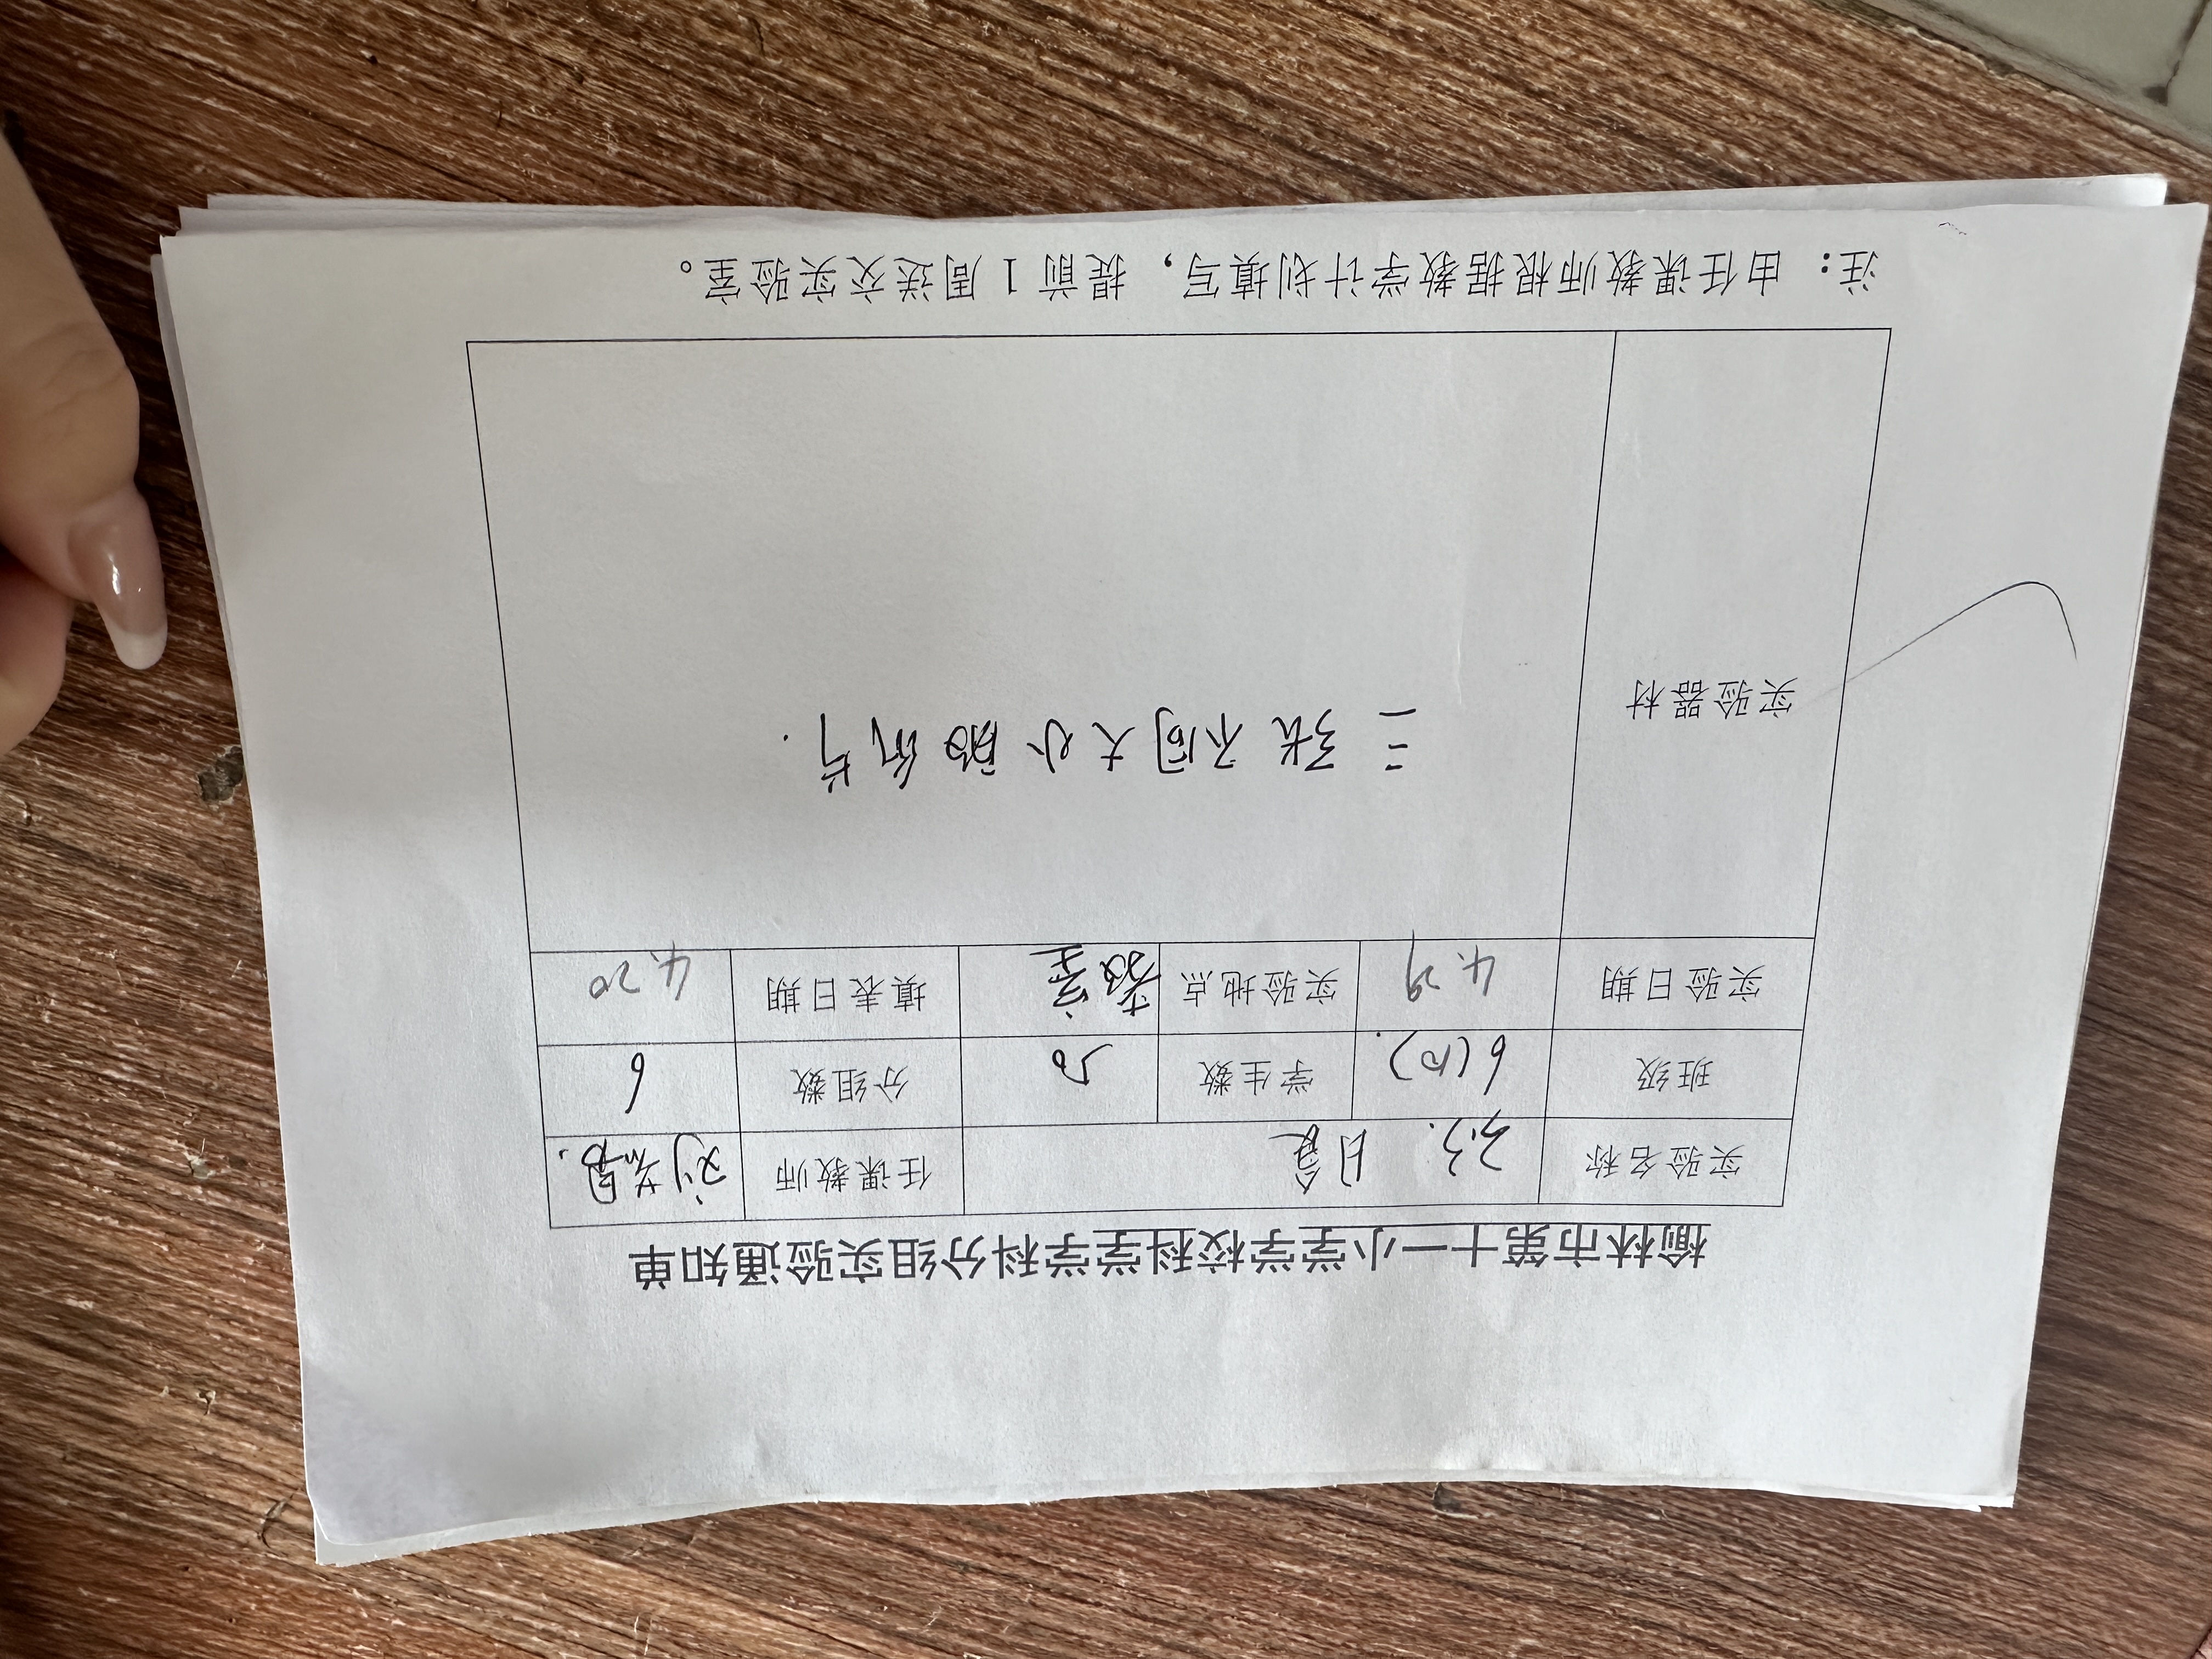 榆林市第十一小学学校科学学科分组实验通知单
实验名称 3.3. 日食 任课教师
班级 6(10). 学生数 50 分组数 6
实验日期 4.29 实验地点 教室 填表日期 4.20
实验器材 三张不同大小的纸片.
注：由任课教师根据教学计划填写，提前1周送交实验室。